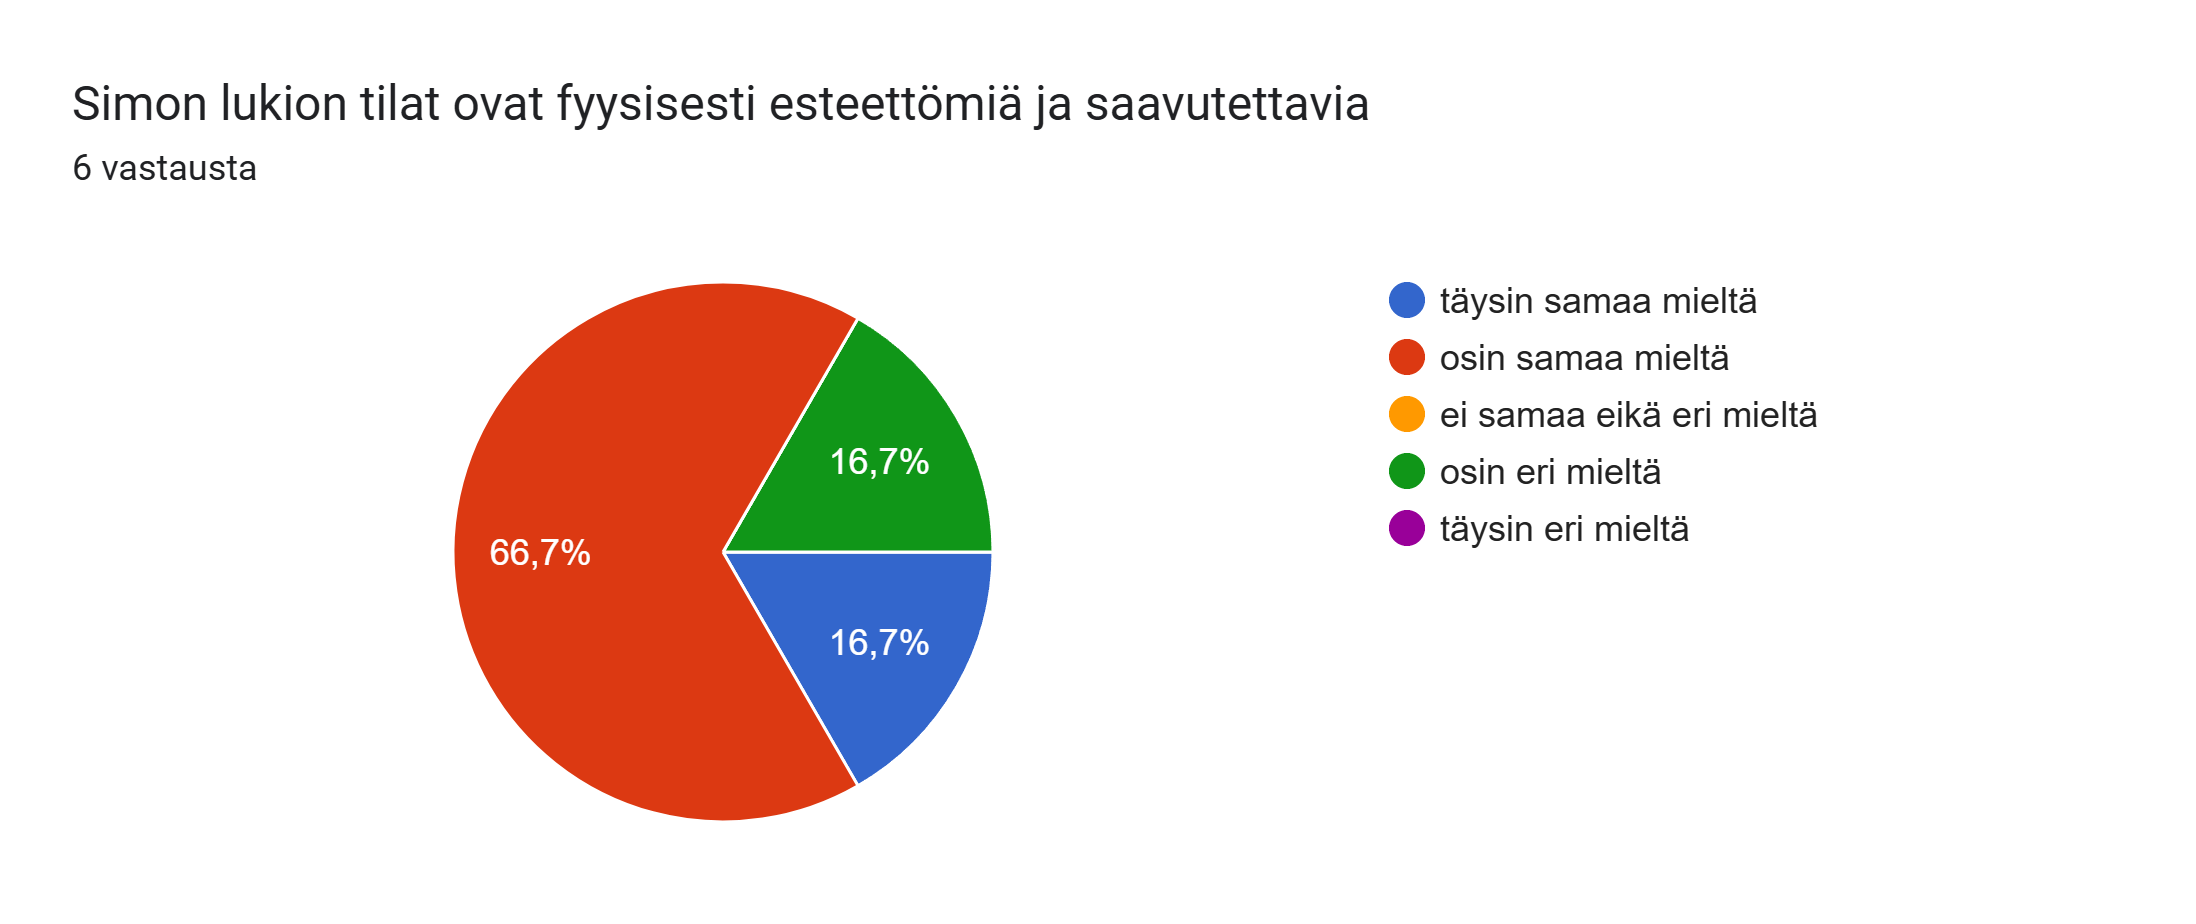 Simon lukion tilat ovat fyysisesti esteettömiä ja saavutettavia
6 vastausta
täysin samaa mieltä
osin samaa mieltä
ei samaa eikä eri mieltä
osin eri mieltä
täysin eri mieltä
16,7%
66,7%
16,7%